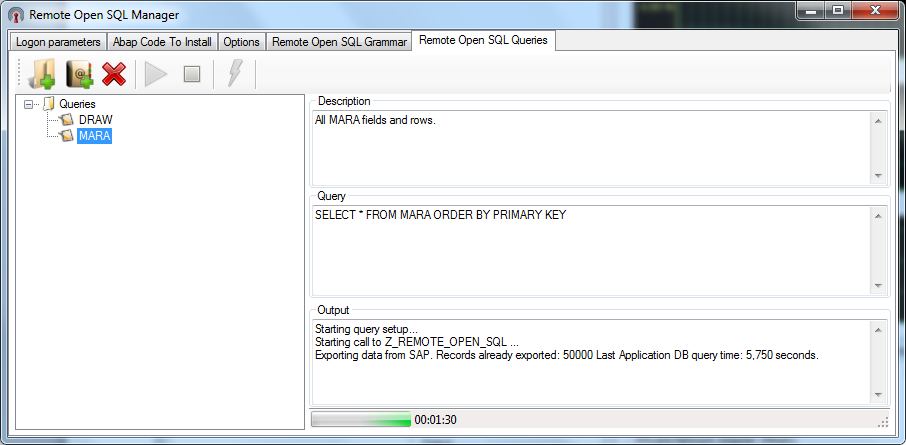 Remote Open SQL Manager
Logon parameters Abap Code To Install Options Remote Open SQL Grammar Remote Open SQL Queries
Queries
DRAW
MARA
Description
All MARA fields and rows.
Query
SELECT * FROM MARA ORDER BY PRIMARY KEY
Output
Starting query setup...
Starting call to Z_REMOTE_OPEN_SQL ...
Exporting data from SAP. Records already exported: 50000 Last Application DB query time: 5,750 seconds.
00:01:30